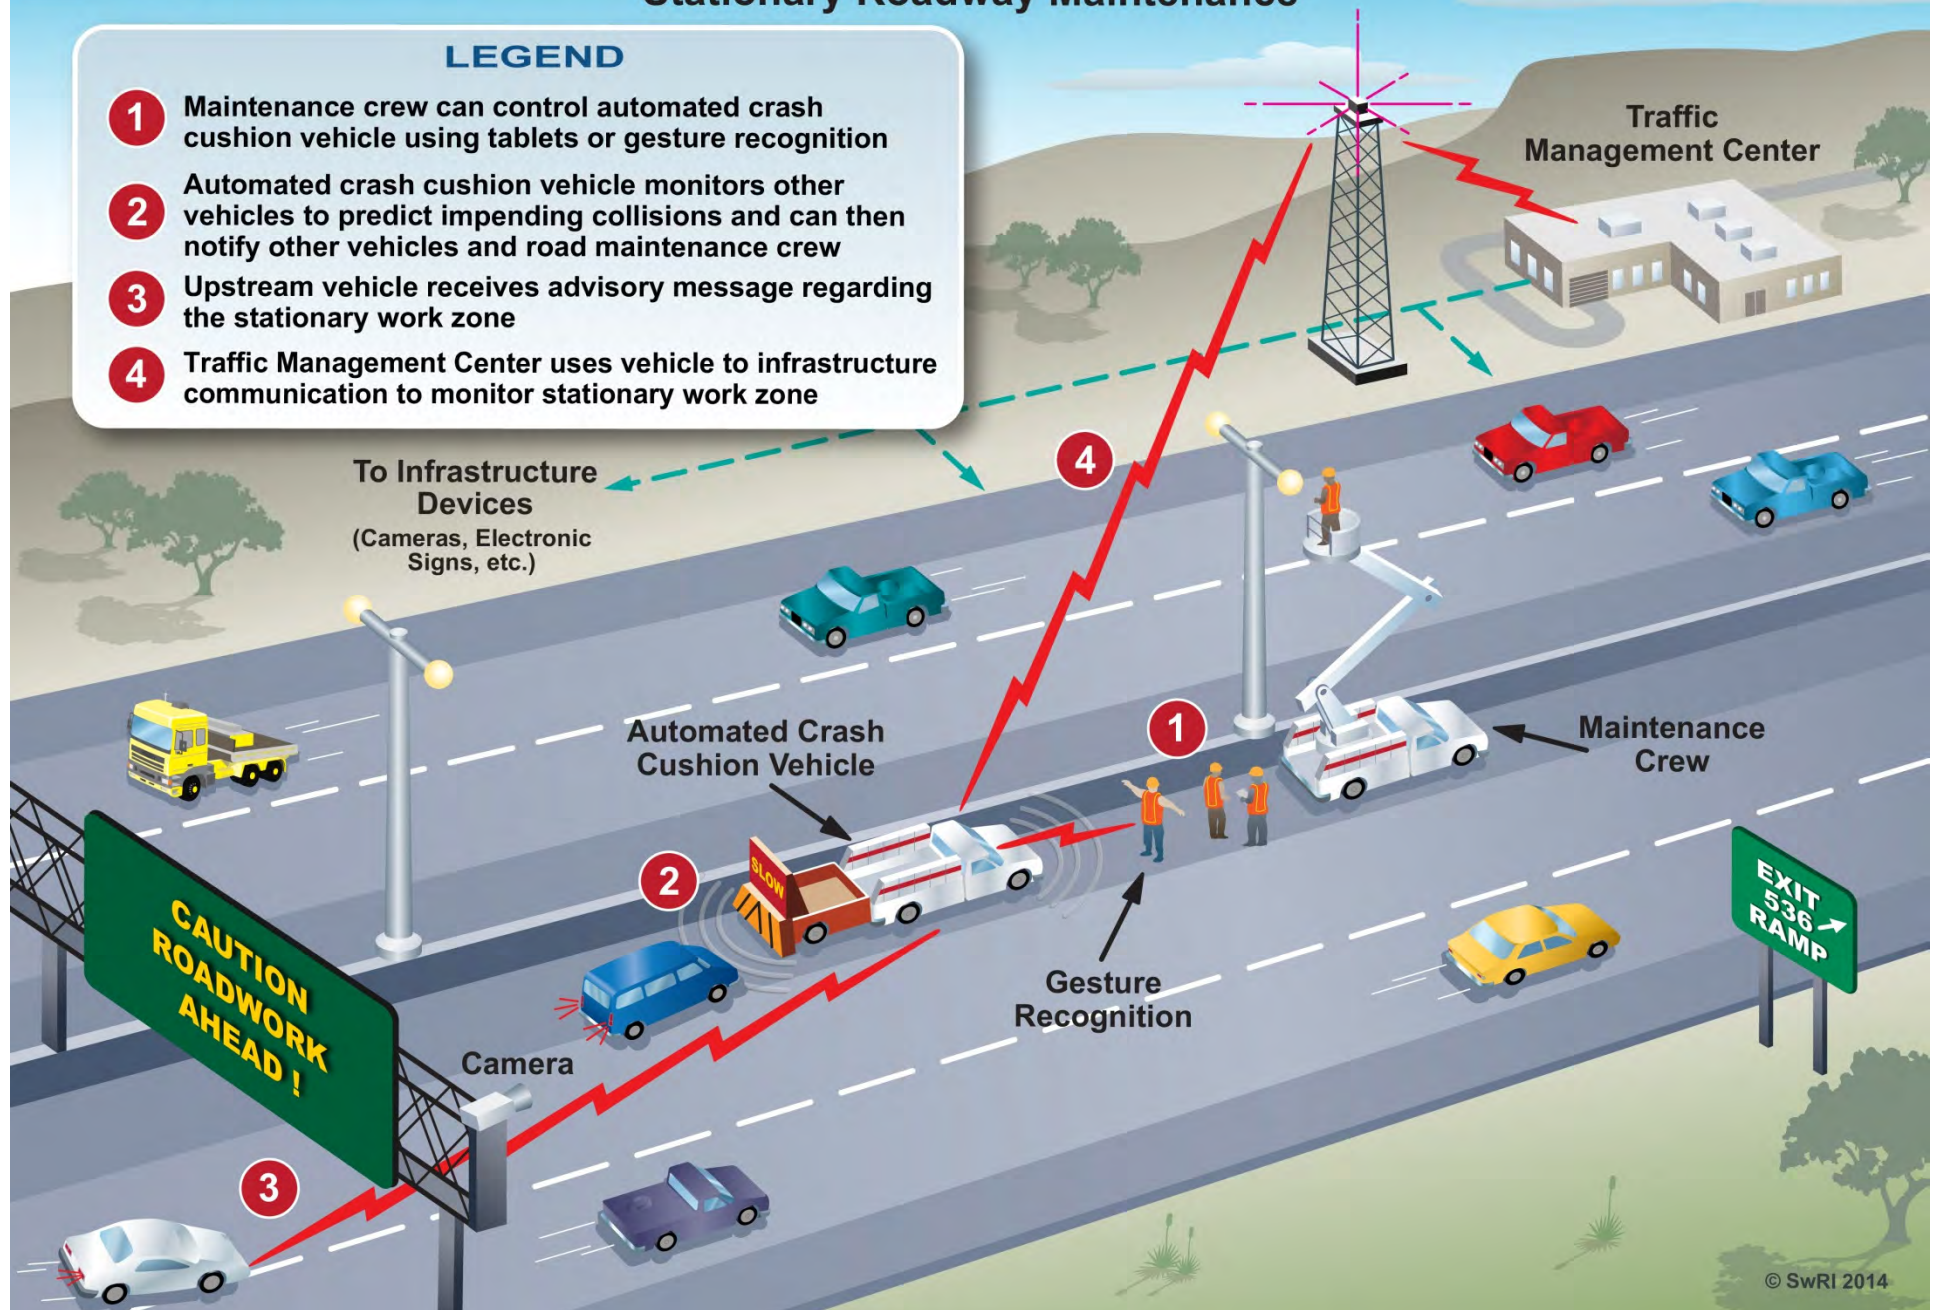 Stationary Roadway Maintenance
LEGEND
1
Maintenance crew can control automated crash
cushion vehicle using tablets or gesture recognition
2
Automated crash cushion vehicle monitors other
vehicles to predict impending collisions and can then
notify other vehicles and road maintenance crew
3
Upstream vehicle receives advisory message regarding
the stationary work zone
4
Traffic Management Center uses vehicle to infrastructure
communication to monitor stationary work zone
Traffic
Management Center
To Infrastructure
Devices
(Cameras, Electronic
Signs, etc.)
4
Automated Crash
Cushion Vehicle
1
Maintenance
Crew
2
SLOW
EXIT
536
RAMP
CAUTION
ROADWORK
AHEAD !
Gesture
Recognition
Camera
3
© SwRI 2014